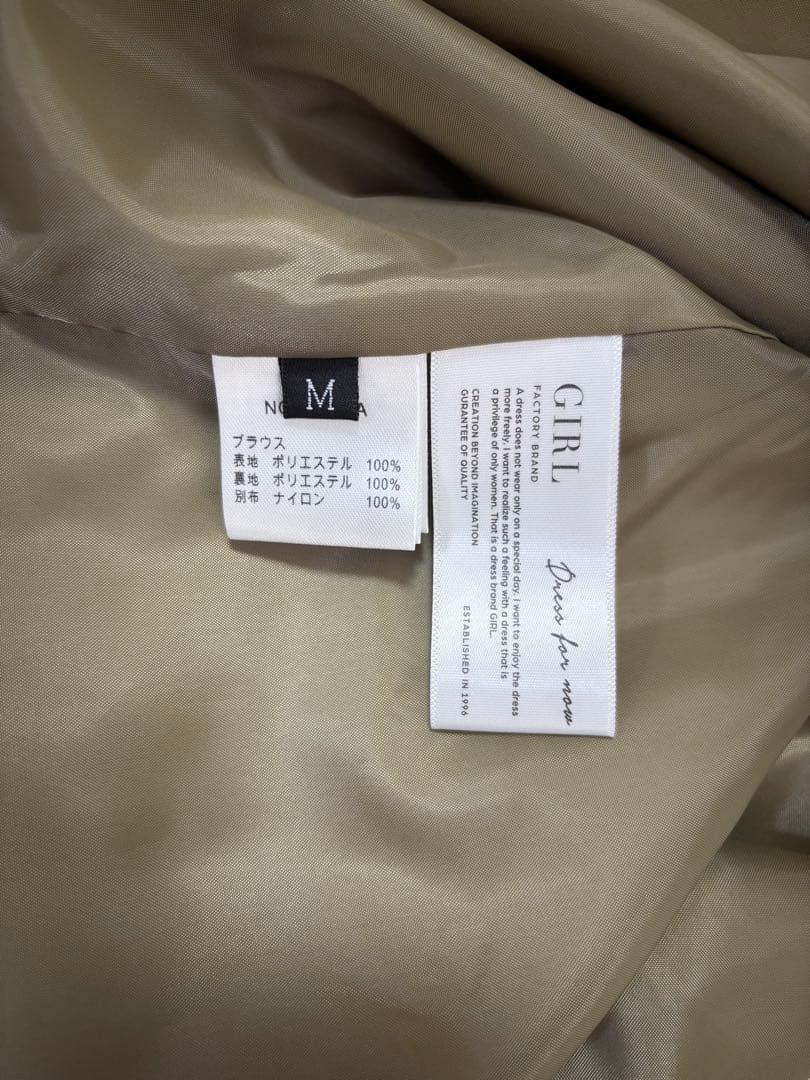 M
ブラウス
表地 ポリエステル 100%
裏地 ポリエステル 100%
別布 ナイロン 100%
GIRL
FACTORY BRAND
Dress for now
A dress does not wear only on a special day. I want to enjoy the dress
more freely. I want to realize such a feeling with a dress that is
a privilege of only women. That is a dress brand GIRL.
CREATION BEYOND IMAGINATION
GURANTEE OF QUALITY
ESTABLISHED IN 1996